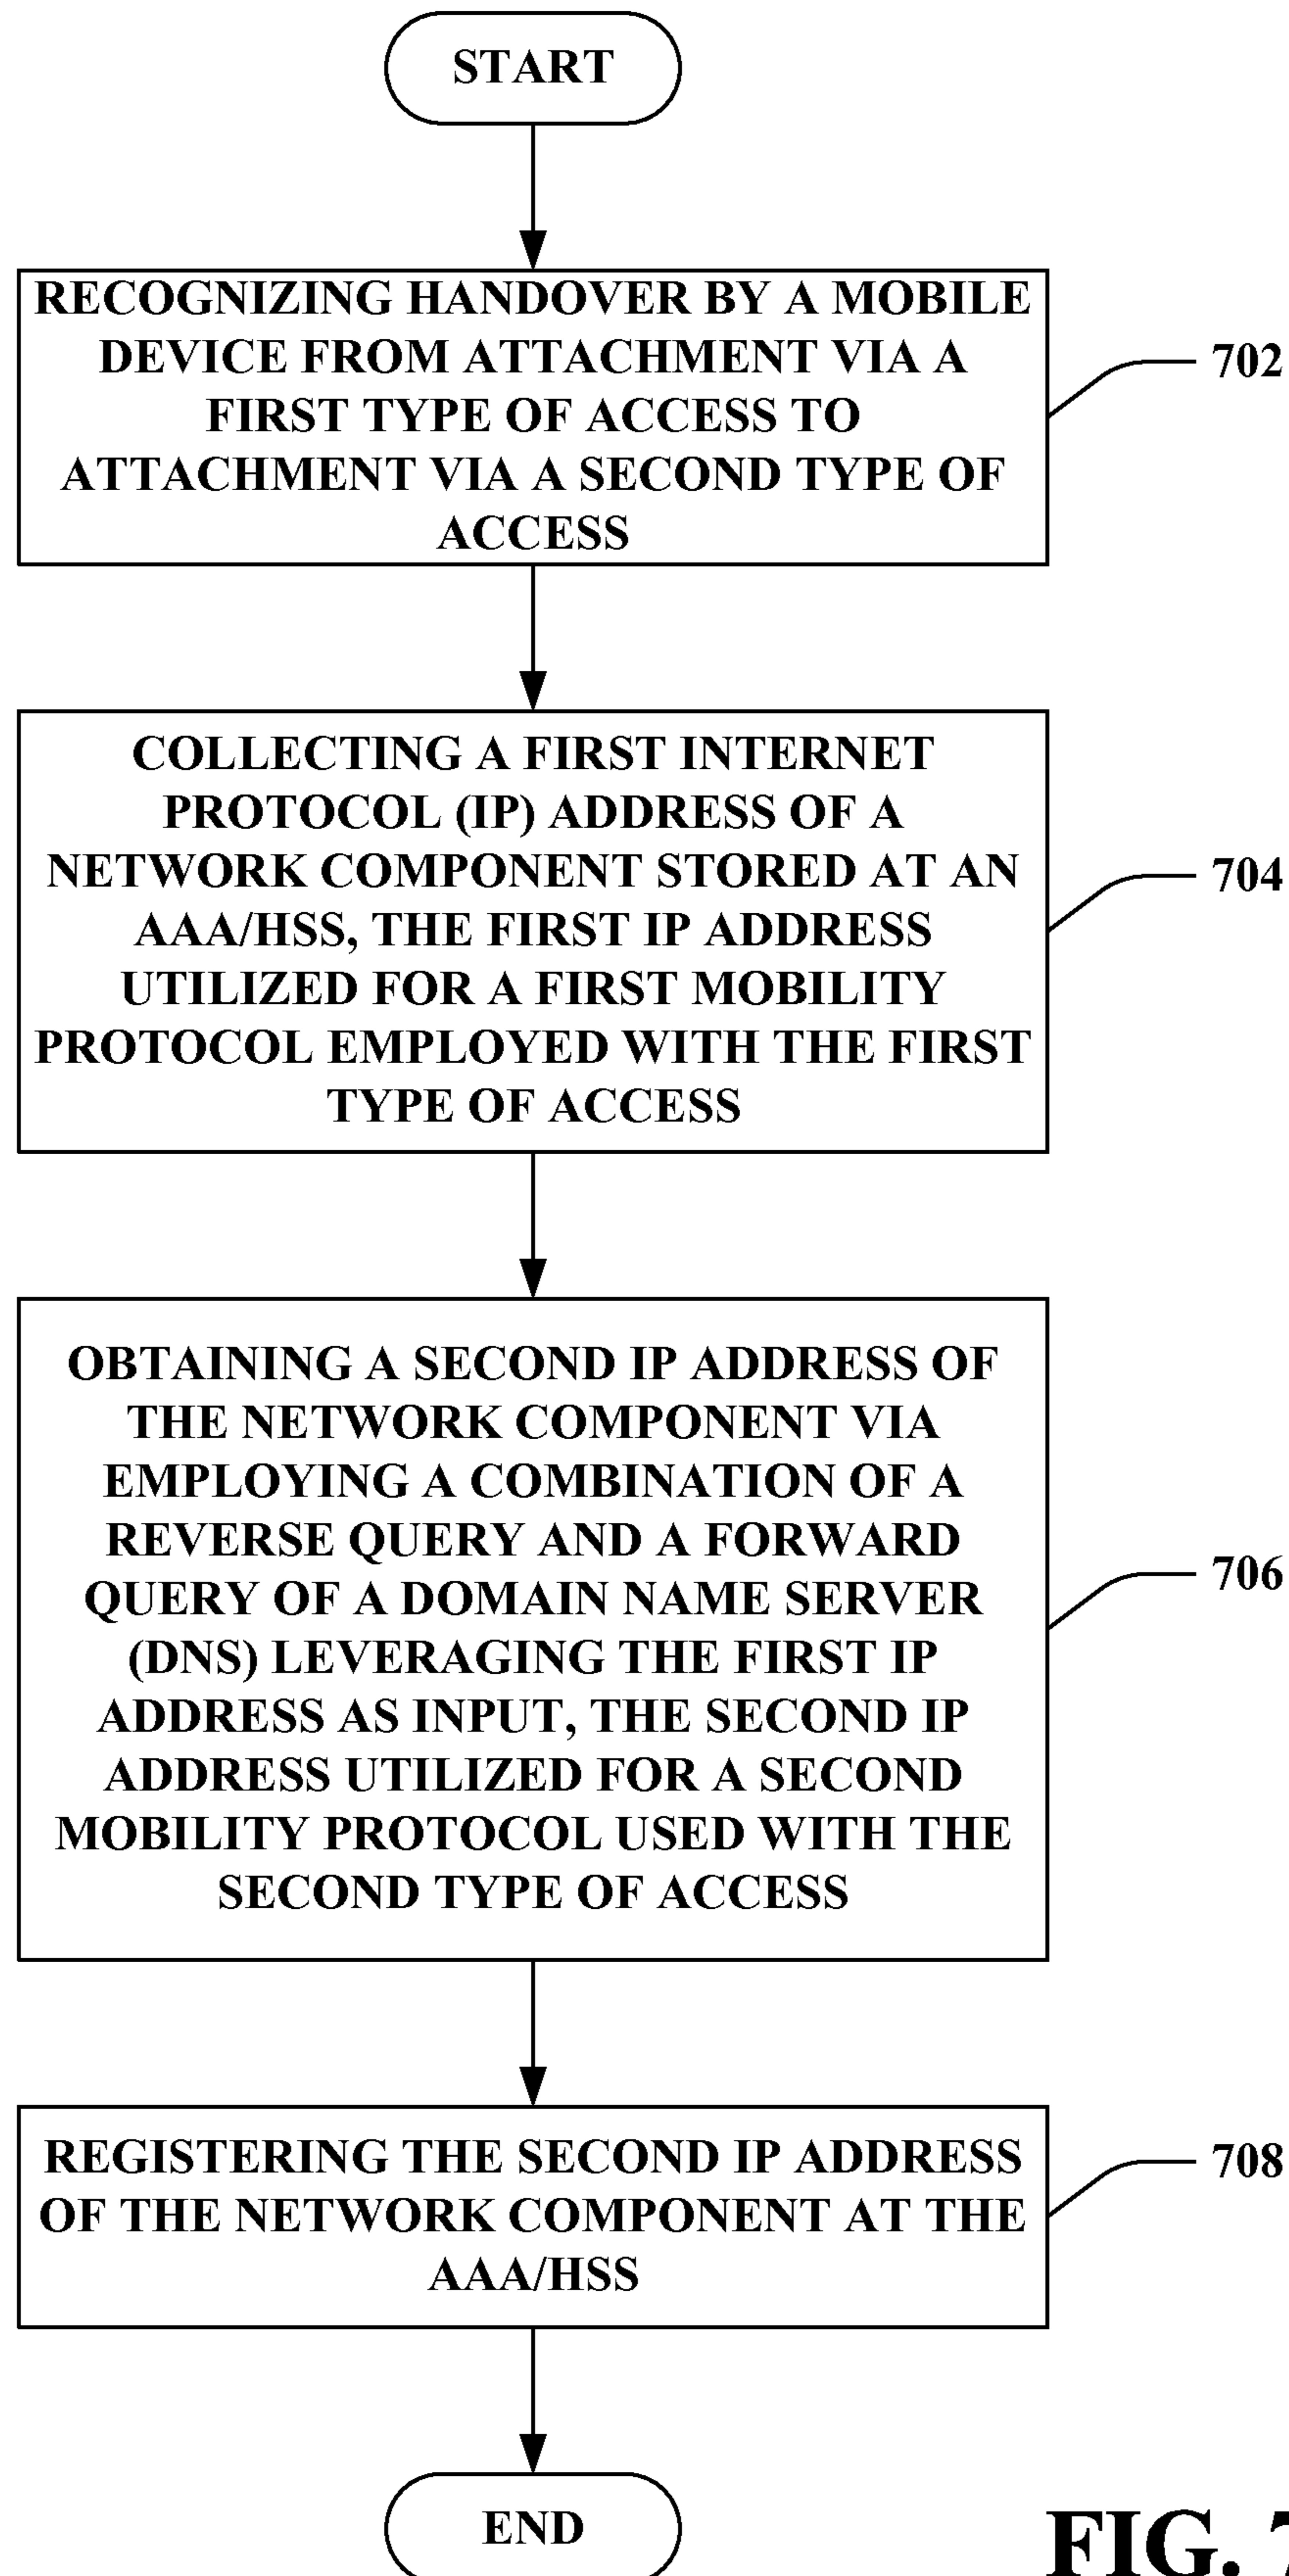 START
RECOGNIZING HANDOVER BY A MOBILE
DEVICE FROM ATTACHMENT VIA A
FIRST TYPE OF ACCESS TO
ATTACHMENT VIA A SECOND TYPE OF
ACCESS
702
COLLECTING A FIRST INTERNET
PROTOCOL (IP) ADDRESS OF A
NETWORK COMPONENT STORED AT AN
AAA/HSS, THE FIRST IP ADDRESS
UTILIZED FOR A FIRST MOBILITY
PROTOCOL EMPLOYED WITH THE FIRST
TYPE OF ACCESS
704
OBTAINING A SECOND IP ADDRESS OF
THE NETWORK COMPONENT VIA
EMPLOYING A COMBINATION OF A
REVERSE QUERY AND A FORWARD
QUERY OF A DOMAIN NAME SERVER
(DNS) LEVERAGING THE FIRST IP
ADDRESS AS INPUT, THE SECOND IP
ADDRESS UTILIZED FOR A SECOND
MOBILITY PROTOCOL USED WITH THE
SECOND TYPE OF ACCESS
706
REGISTERING THE SECOND IP ADDRESS
OF THE NETWORK COMPONENT AT THE
AAA/HSS
708
END
FIG. 7